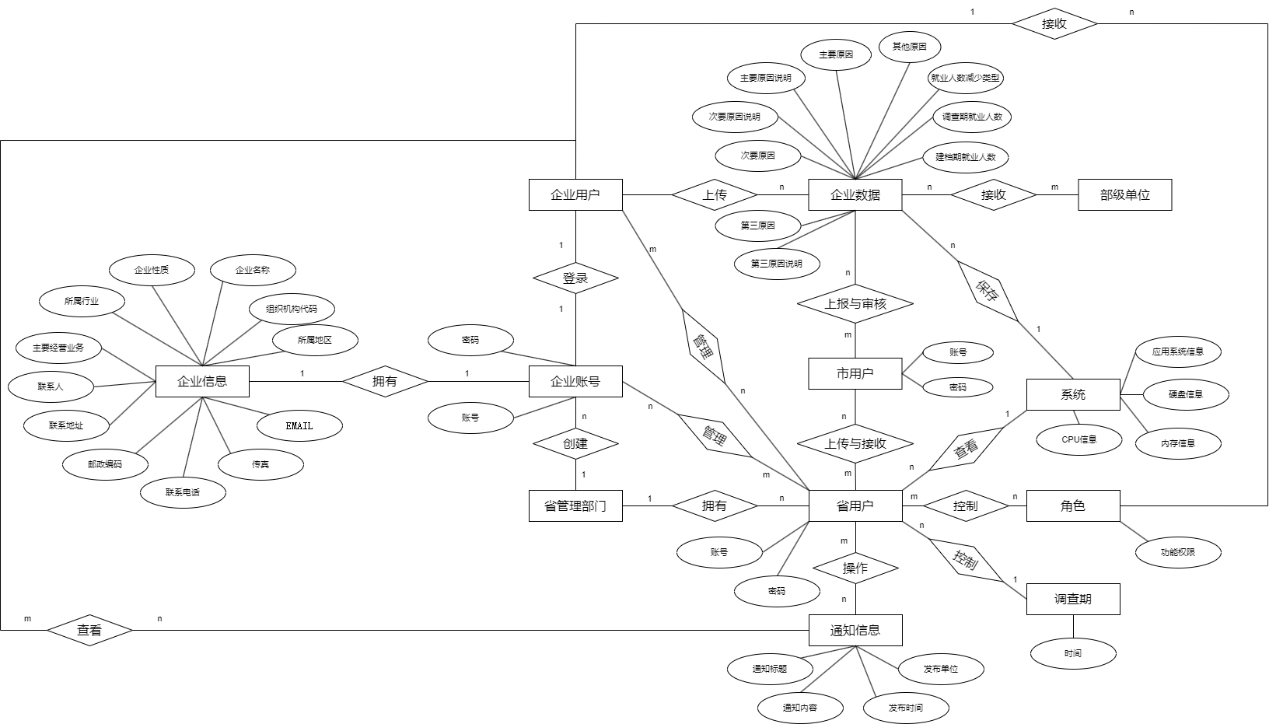 1
接收
n
主要原因
其他原因
主要原因说明
就业人数减少类型
次要原因说明
调查期就业人数
次要原因
建档期就业人数
企业用户
上传
n
企业数据
n
接收
m
部级单位
第三原因
第三原因说明
m
n
1
登录
1
n
保存
1
上报与审核
m
管理
n
企业性质
企业名称
所属行业
组织机构代码
所属地区
主要经营业务
联系人
联系地址
邮政编码
联系电话
传真
EMAIL
企业信息
1
拥有
1
企业账号
密码
账号
n
管理
m
n
创建
1
市用户
账号
密码
n
上传与接收
m
系统
应用系统信息
硬盘信息
内存信息
CPU信息
1
查看
n
省管理部门
1
拥有
n
省用户
m
控制
n
角色
功能权限
账号
密码
m
操作
n
n
控制
1
调查期
时间
m
查看
n
通知信息
通知标题
发布单位
通知内容
发布时间